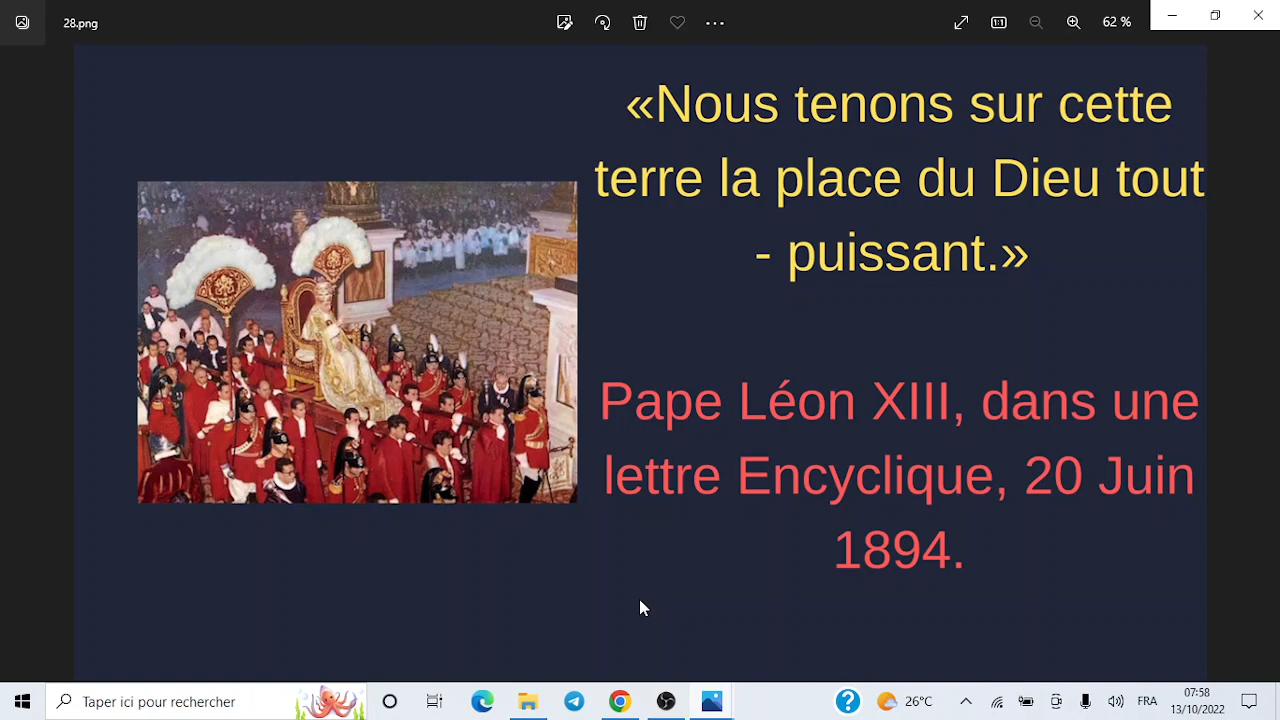 28.png
62 %
«Nous tenons sur cette
terre la place du Dieu tout
- puissant.»
Pape Léon XIII, dans une
lettre Encyclique, 20 Juin
1894.
Taper ici pour rechercher
26°C
FRA
07:58
13/10/2022